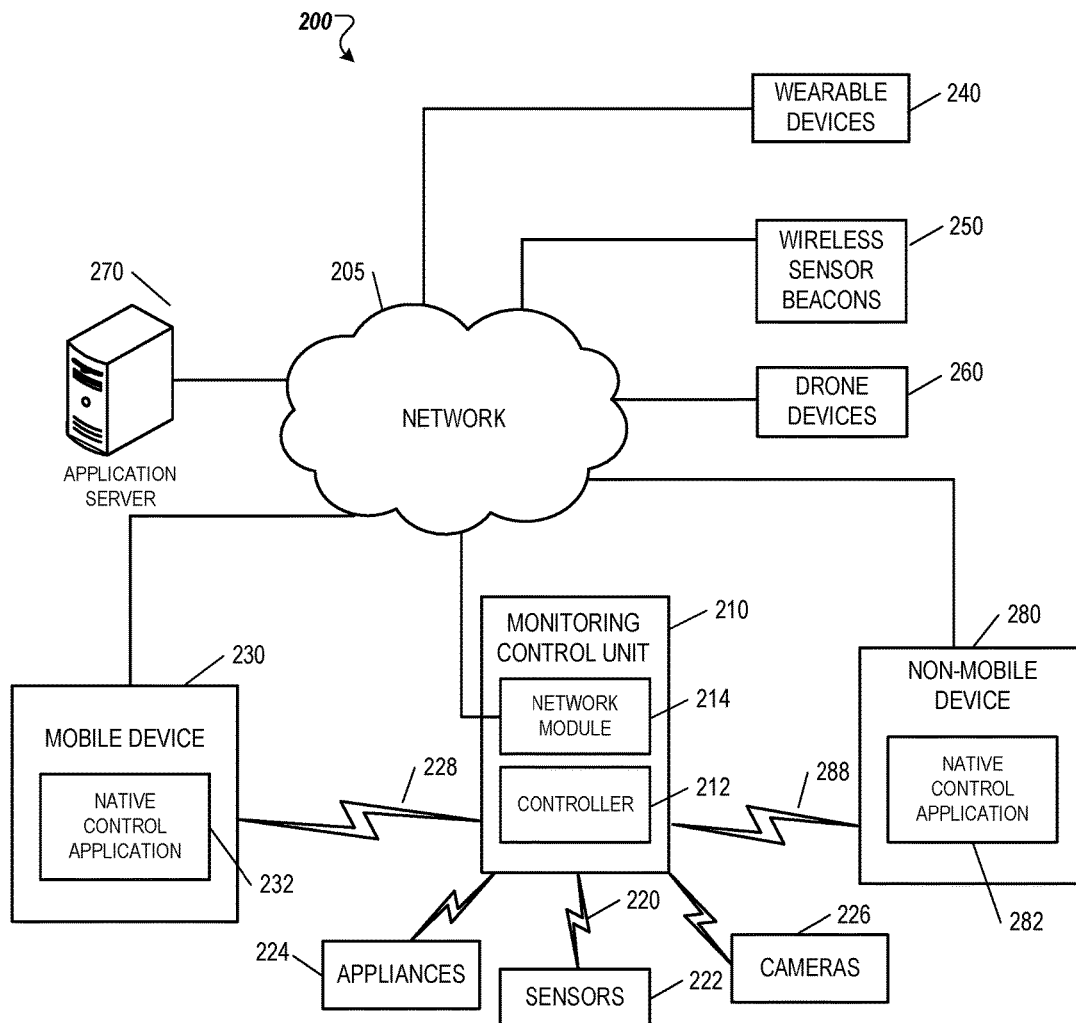 200
WEARABLE
DEVICES
240
WIRELESS
SENSOR
BEACONS
250
270
205
DRONE
DEVICES
260
NETWORK
APPLICATION
SERVER
210
MONITORING
CONTROL UNIT
280
230
NON-MOBILE
DEVICE
NETWORK
MODULE
214
MOBILE DEVICE
228
288
NATIVE
CONTROL
APPLICATION
CONTROLLER
212
NATIVE
CONTROL
APPLICATION
232
220
226
282
224
APPLIANCES
CAMERAS
SENSORS
222